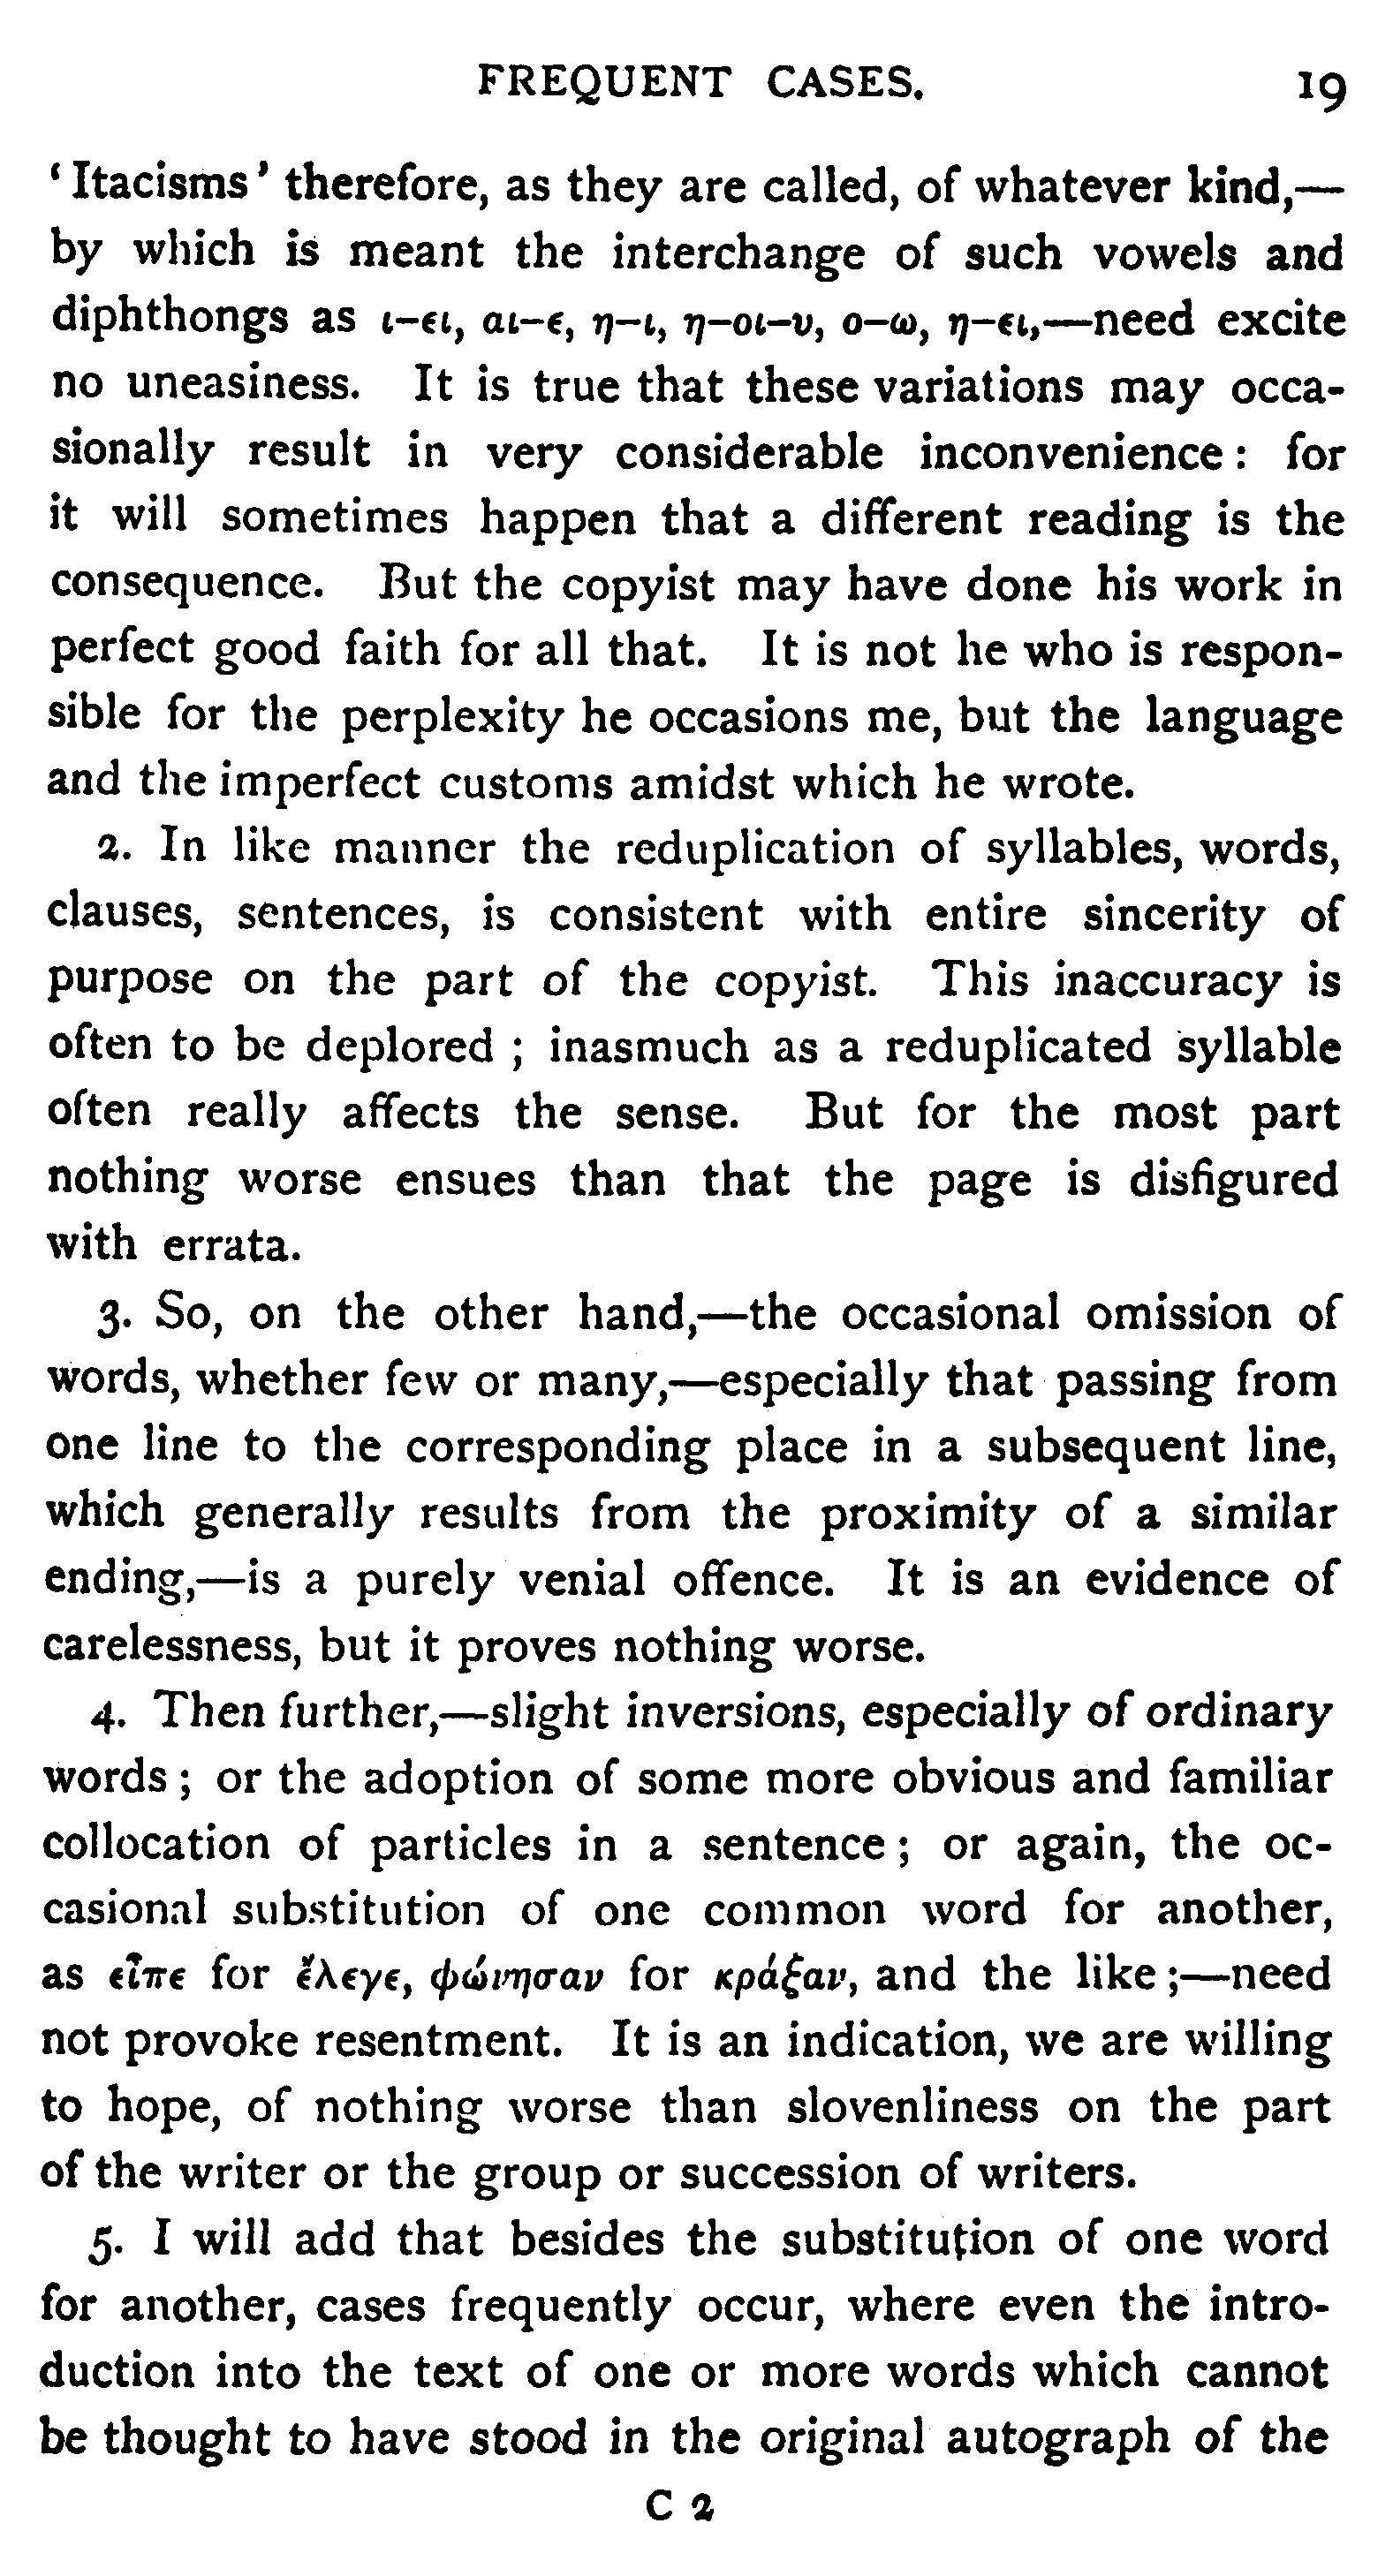 FREQUENT CASES. 19
‘ Itacisms ’ therefore, as they are called, of whatever kind,—
by which is meant the interchange of such vowels and
diphthongs as ι–ει, αι–ε, η–ι, η–οι–υ, ο–ω, η–ει,—need excite
no uneasiness. It is true that these variations may occa-
sionally result in very considerable inconvenience : for
it will sometimes happen that a different reading is the
consequence. But the copyist may have done his work in
perfect good faith for all that. It is not he who is respon-
sible for the perplexity he occasions me, but the language
and the imperfect customs amidst which he wrote.
2. In like manner the reduplication of syllables, words,
clauses, sentences, is consistent with entire sincerity of
purpose on the part of the copyist. This inaccuracy is
often to be deplored ; inasmuch as a reduplicated syllable
often really affects the sense. But for the most part
nothing worse ensues than that the page is disfigured
with errata.
3. So, on the other hand,—the occasional omission of
words, whether few or many,—especially that passing from
one line to the corresponding place in a subsequent line,
which generally results from the proximity of a similar
ending,—is a purely venial offence. It is an evidence of
carelessness, but it proves nothing worse.
4. Then further,—slight inversions, especially of ordinary
words ; or the adoption of some more obvious and familiar
collocation of particles in a sentence ; or again, the oc-
casional substitution of one common word for another,
as εἶπε for ἔλεγε, φώνησαν for κράξαν, and the like ;—need
not provoke resentment. It is an indication, we are willing
to hope, of nothing worse than slovenliness on the part
of the writer or the group or succession of writers.
5. I will add that besides the substitution of one word
for another, cases frequently occur, where even the intro-
duction into the text of one or more words which cannot
be thought to have stood in the original autograph of the
C 2